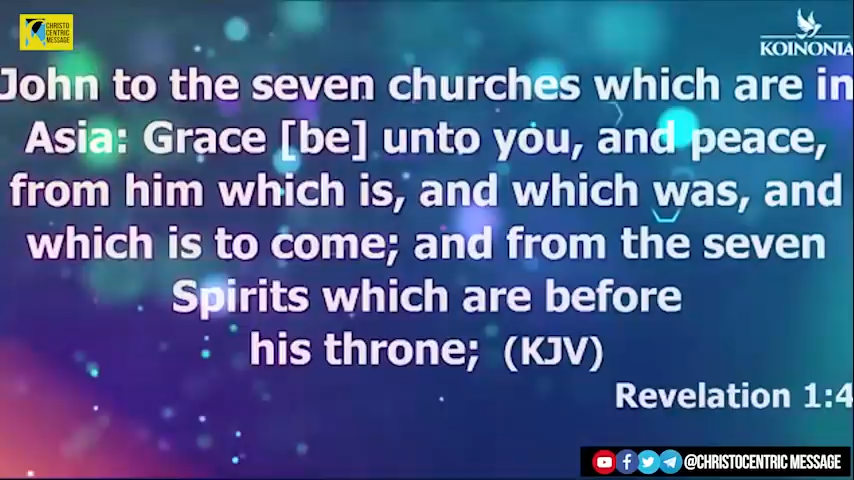 CHRISTO
CENTRIC
MESSAGE
KOINONIA
John to the seven churches which are in
Asia: Grace [be] unto you, and peace,
from him which is, and which was, and
which is to come; and from the seven
Spirits which are before
his throne; (KJV)
Revelation 1:4
@CHRISTOCENTRIC MESSAGE